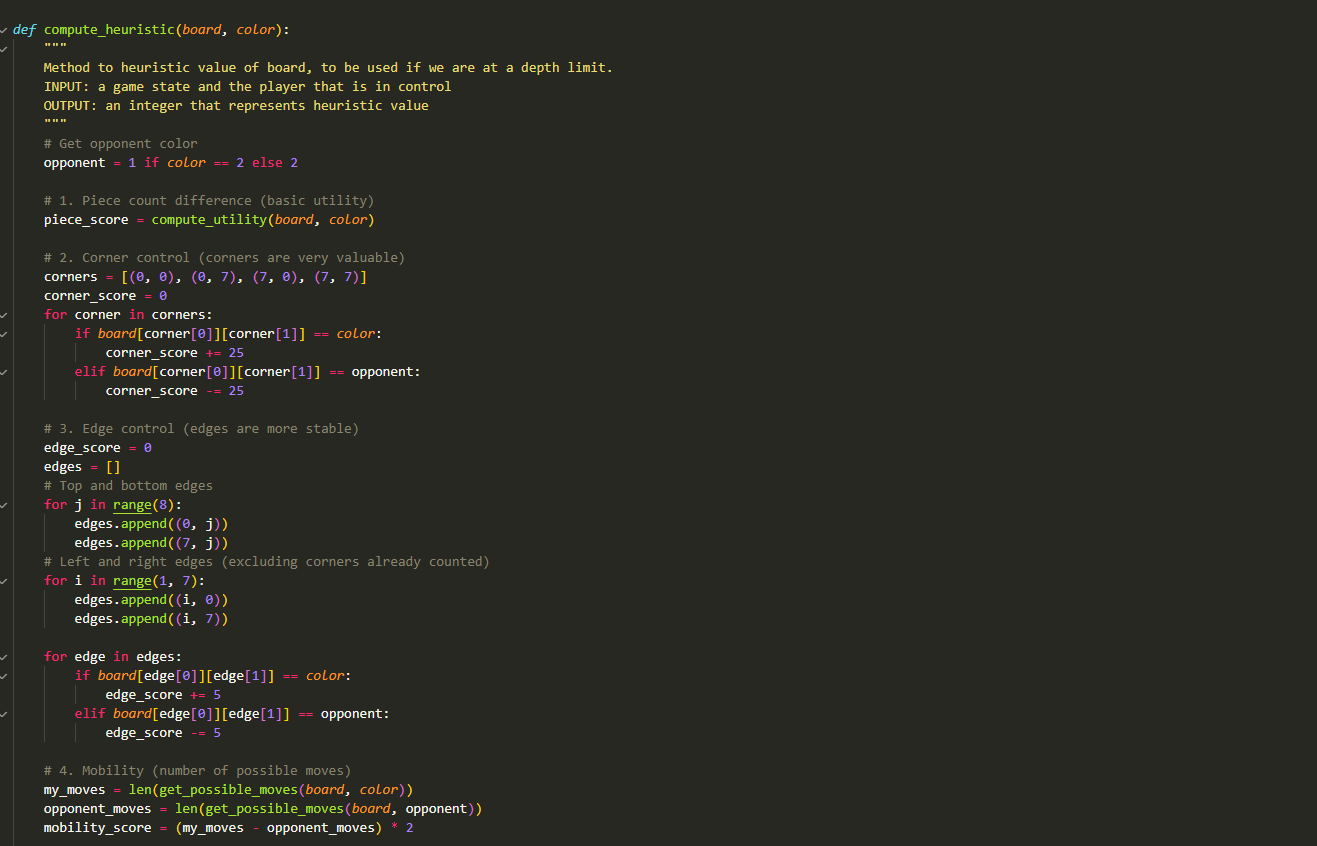 def compute_heuristic(board, color):
    """
    Method to heuristic value of board, to be used if we are at a depth limit.
    INPUT: a game state and the player that is in control
    OUTPUT: an integer that represents heuristic value
    """
    # Get opponent color
    opponent = 1 if color == 2 else 2

    # 1. Piece count difference (basic utility)
    piece_score = compute_utility(board, color)

    # 2. Corner control (corners are very valuable)
    corners = [(0, 0), (0, 7), (7, 0), (7, 7)]
    corner_score = 0
    for corner in corners:
        if board[corner[0]][corner[1]] == color:
            corner_score += 25
        elif board[corner[0]][corner[1]] == opponent:
            corner_score -= 25

    # 3. Edge control (edges are more stable)
    edge_score = 0
    edges = []
    # Top and bottom edges
    for j in range(8):
        edges.append((0, j))
        edges.append((7, j))
    # Left and right edges (excluding corners already counted)
    for i in range(1, 7):
        edges.append((i, 0))
        edges.append((i, 7))

    for edge in edges:
        if board[edge[0]][edge[1]] == color:
            edge_score += 5
        elif board[edge[0]][edge[1]] == opponent:
            edge_score -= 5

    # 4. Mobility (number of possible moves)
    my_moves = len(get_possible_moves(board, color))
    opponent_moves = len(get_possible_moves(board, opponent))
    mobility_score = (my_moves - opponent_moves) * 2